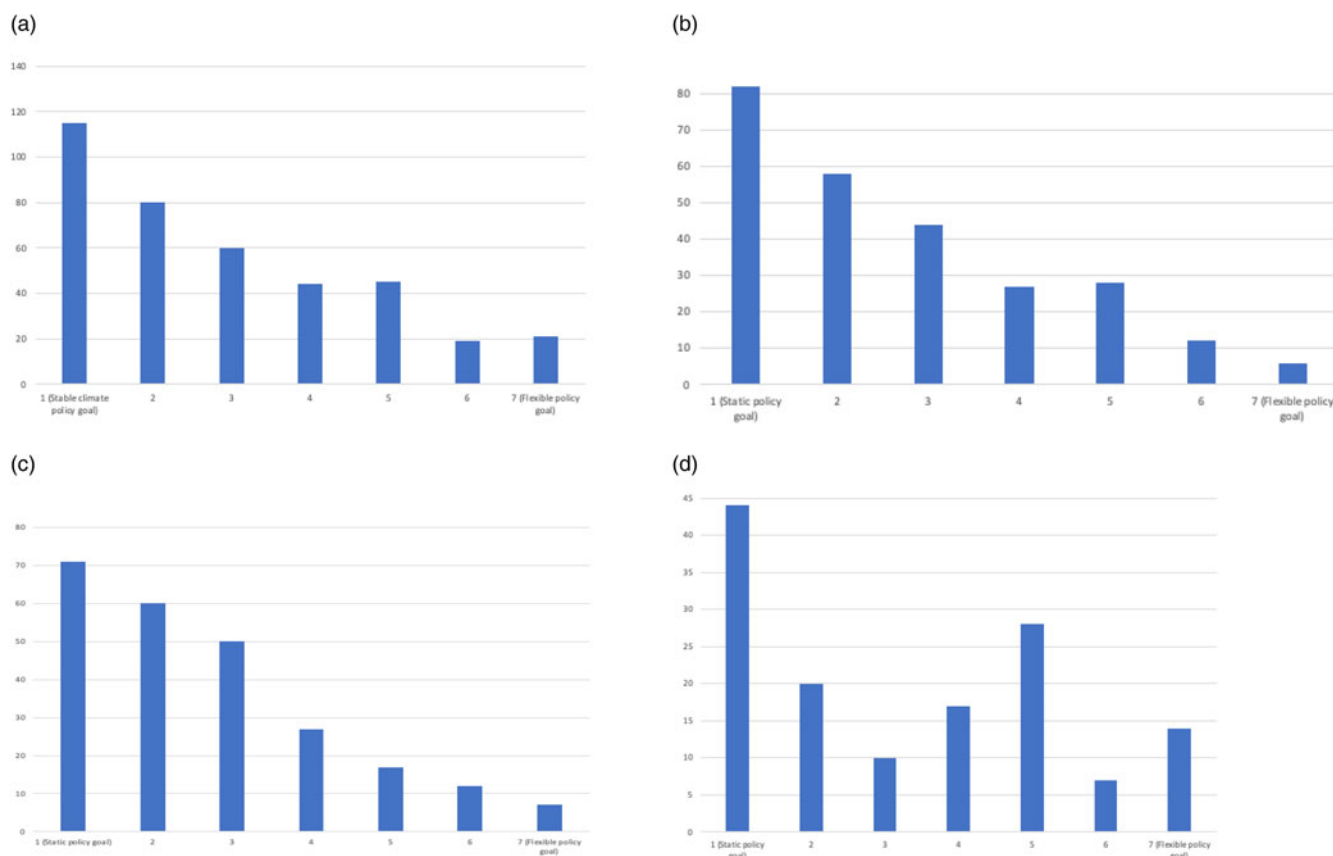 (a)
140
120
100
80
60
40
20
0
1 (Stable climate
policy goal)
2
3
4
5
6
7 (Flexible policy
goal)
(b)
80
70
60
50
40
30
20
10
0
1 (Static policy
goal)
2
3
4
5
6
7 (Flexible policy
goal)
(c)
80
70
60
50
40
30
20
10
0
1 (Static policy goal)
2
3
4
5
6
7 (Flexible policy
goal)
(d)
45
40
35
30
25
20
15
10
5
0
1 (Static policy
goal)
2
3
4
5
6
7 (Flexible policy
goal)